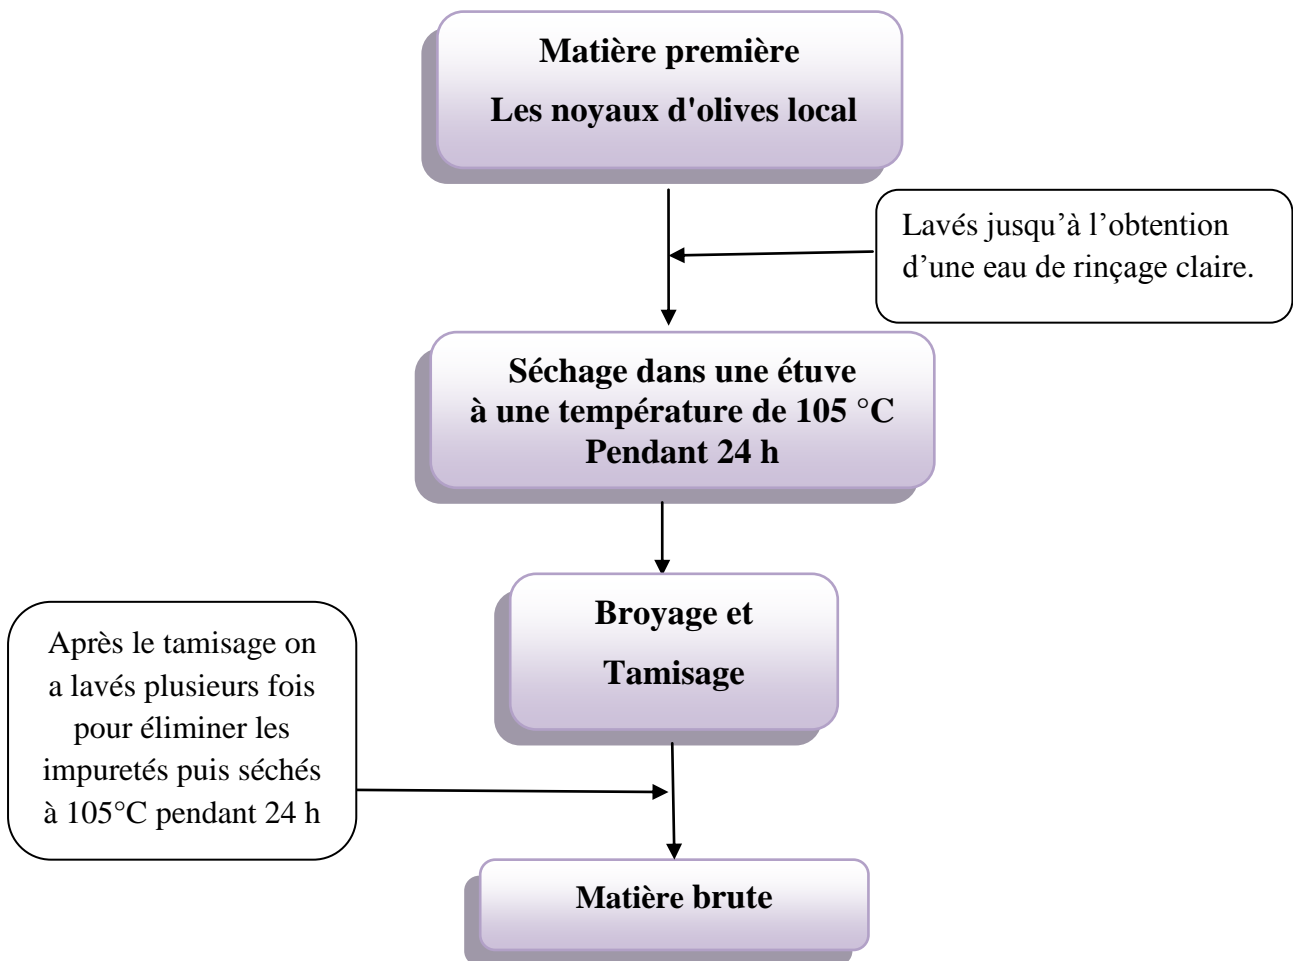 Matière première
Les noyaux d'olives local
Lavés jusqu’à l’obtention
d’une eau de rinçage claire.
Séchage dans une étuve
à une température de 105 °C
Pendant 24 h
Broyage et
Tamisage
Après le tamisage on
a lavés plusieurs fois
pour éliminer les
impuretés puis séchés
à 105°C pendant 24 h
Matière brute